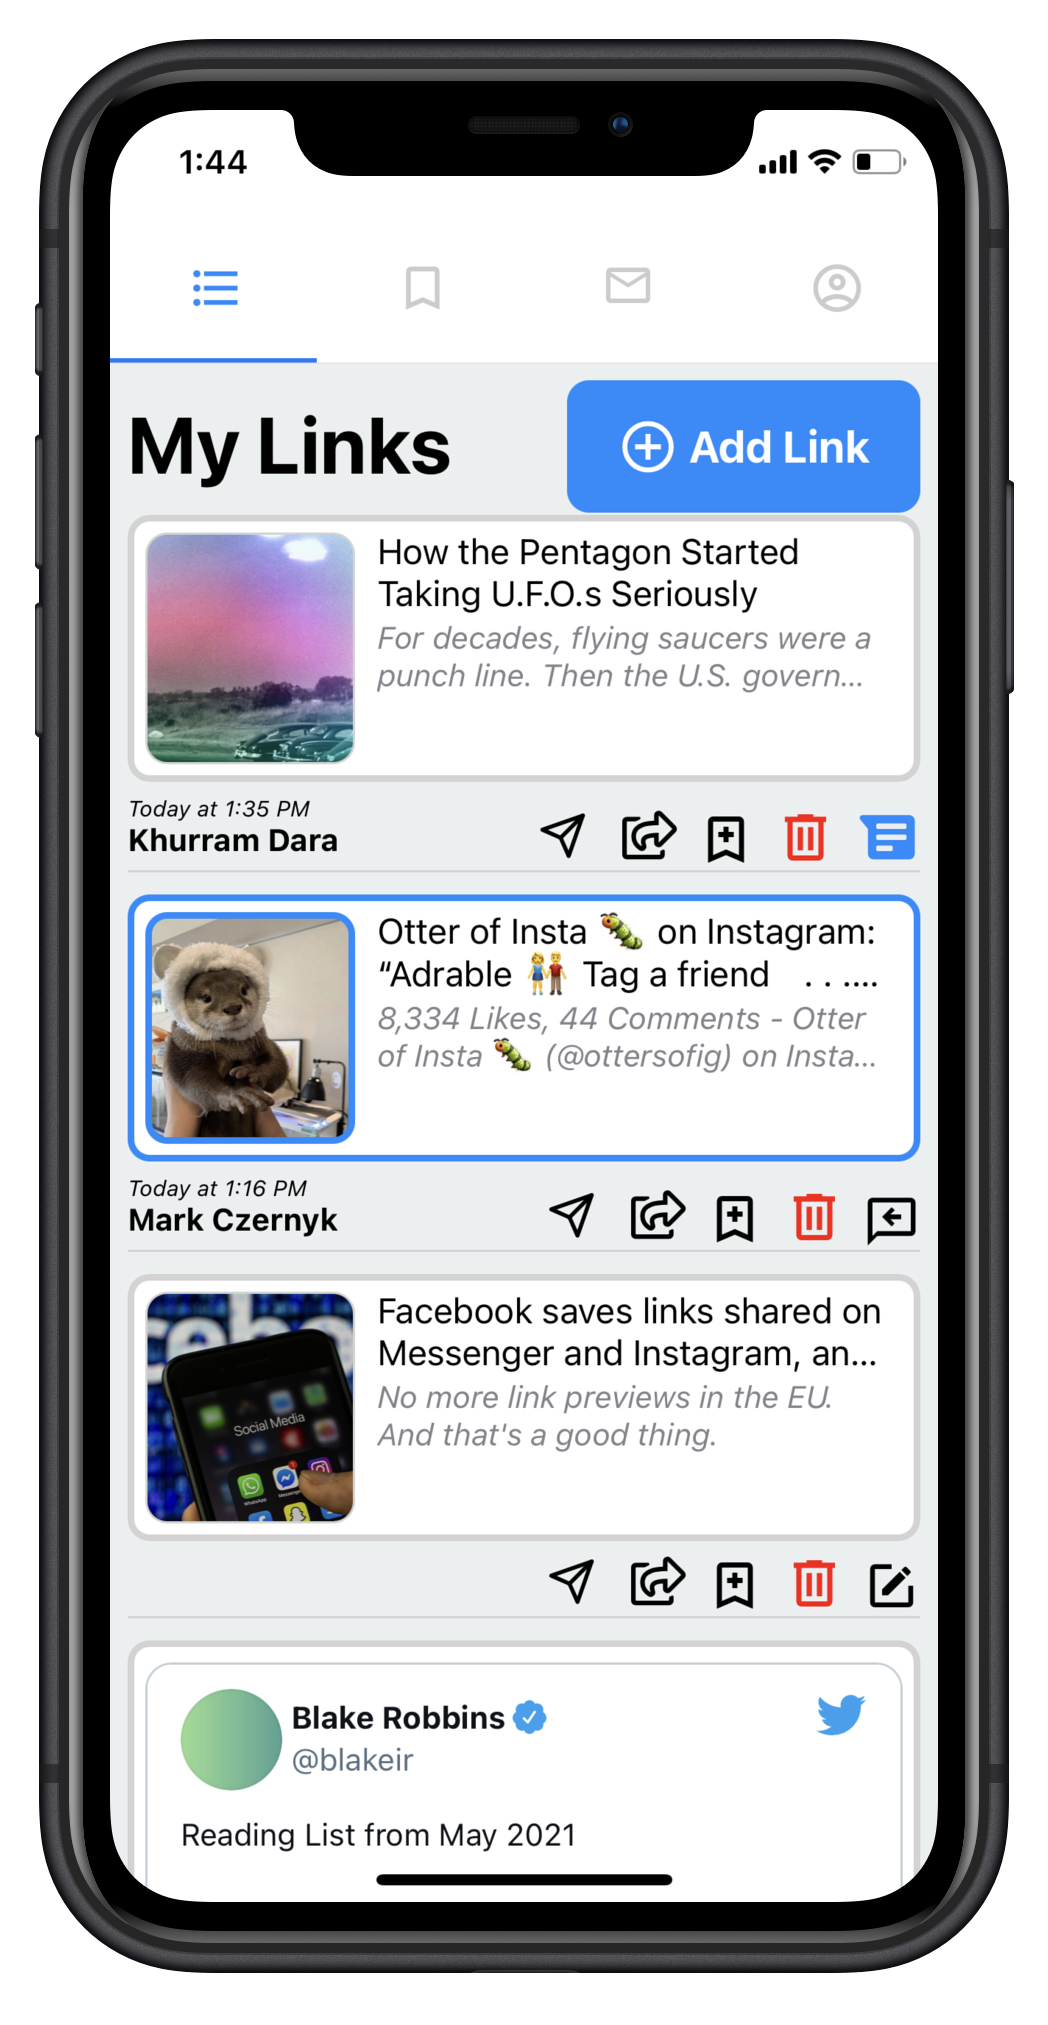 1:44
My Links
Add Link
How the Pentagon Started
Taking U.F.O.s Seriously
For decades, flying saucers were a
punch line. Then the U.S. govern...
Today at 1:35 PM
Khurram Dara
Otter of Insta 🐛 on Instagram:
“Adrable 👫 Tag a friend . . ....
8,334 Likes, 44 Comments - Otter
of Insta 🐛 (@ottersofig) on Insta...
Today at 1:16 PM
Mark Czernyk
Facebook saves links shared on
Messenger and Instagram, an...
No more link previews in the EU.
And that's a good thing.
Social Media
WhatsApp
Blake Robbins
@blakeir
Reading List from May 2021